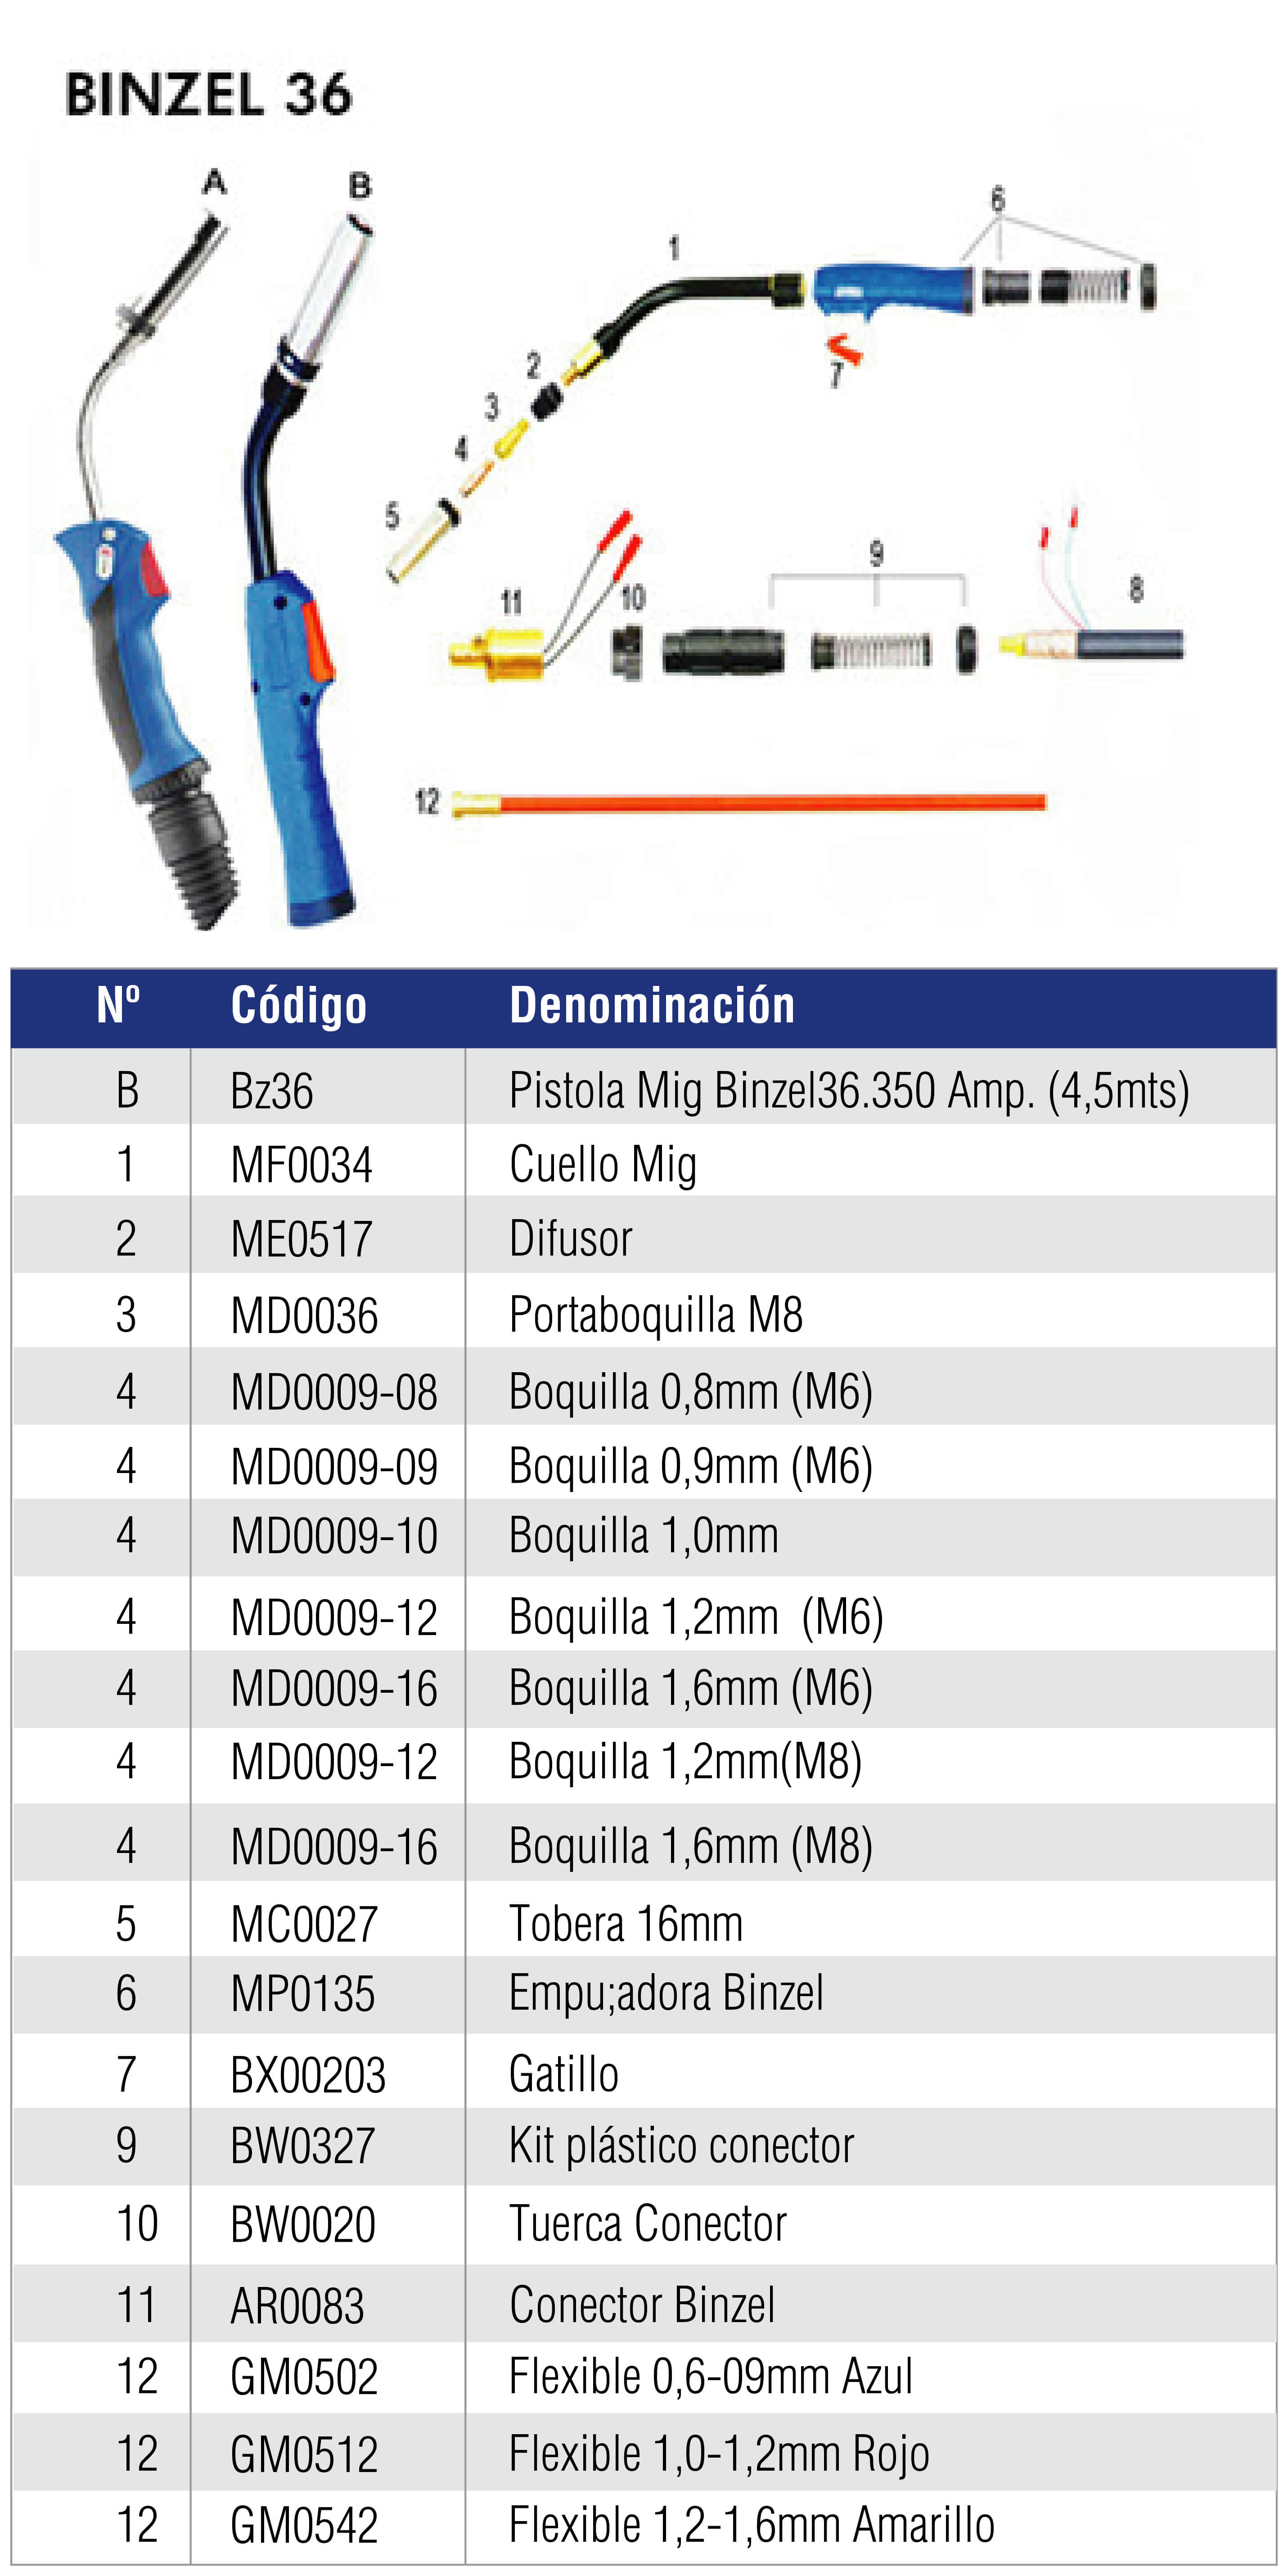 BINZEL 36
A
B
6
1
7
2
3
4
5
9
8
11
10
12
Nº Código Denominación
B Bz36 Pistola Mig Binzel36.350 Amp. (4,5mts)
1 MF0034 Cuello Mig
2 ME0517 Difusor
3 MD0036 Portaboquilla M8
4 MD0009-08 Boquilla 0,8mm (M6)
4 MD0009-09 Boquilla 0,9mm (M6)
4 MD0009-10 Boquilla 1,0mm
4 MD0009-12 Boquilla 1,2mm (M6)
4 MD0009-16 Boquilla 1,6mm (M6)
4 MD0009-12 Boquilla 1,2mm(M8)
4 MD0009-16 Boquilla 1,6mm (M8)
5 MC0027 Tobera 16mm
6 MP0135 Empu;adora Binzel
7 BX00203 Gatillo
9 BW0327 Kit plástico conector
10 BW0020 Tuerca Conector
11 AR0083 Conector Binzel
12 GM0502 Flexible 0,6-09mm Azul
12 GM0512 Flexible 1,0-1,2mm Rojo
12 GM0542 Flexible 1,2-1,6mm Amarillo